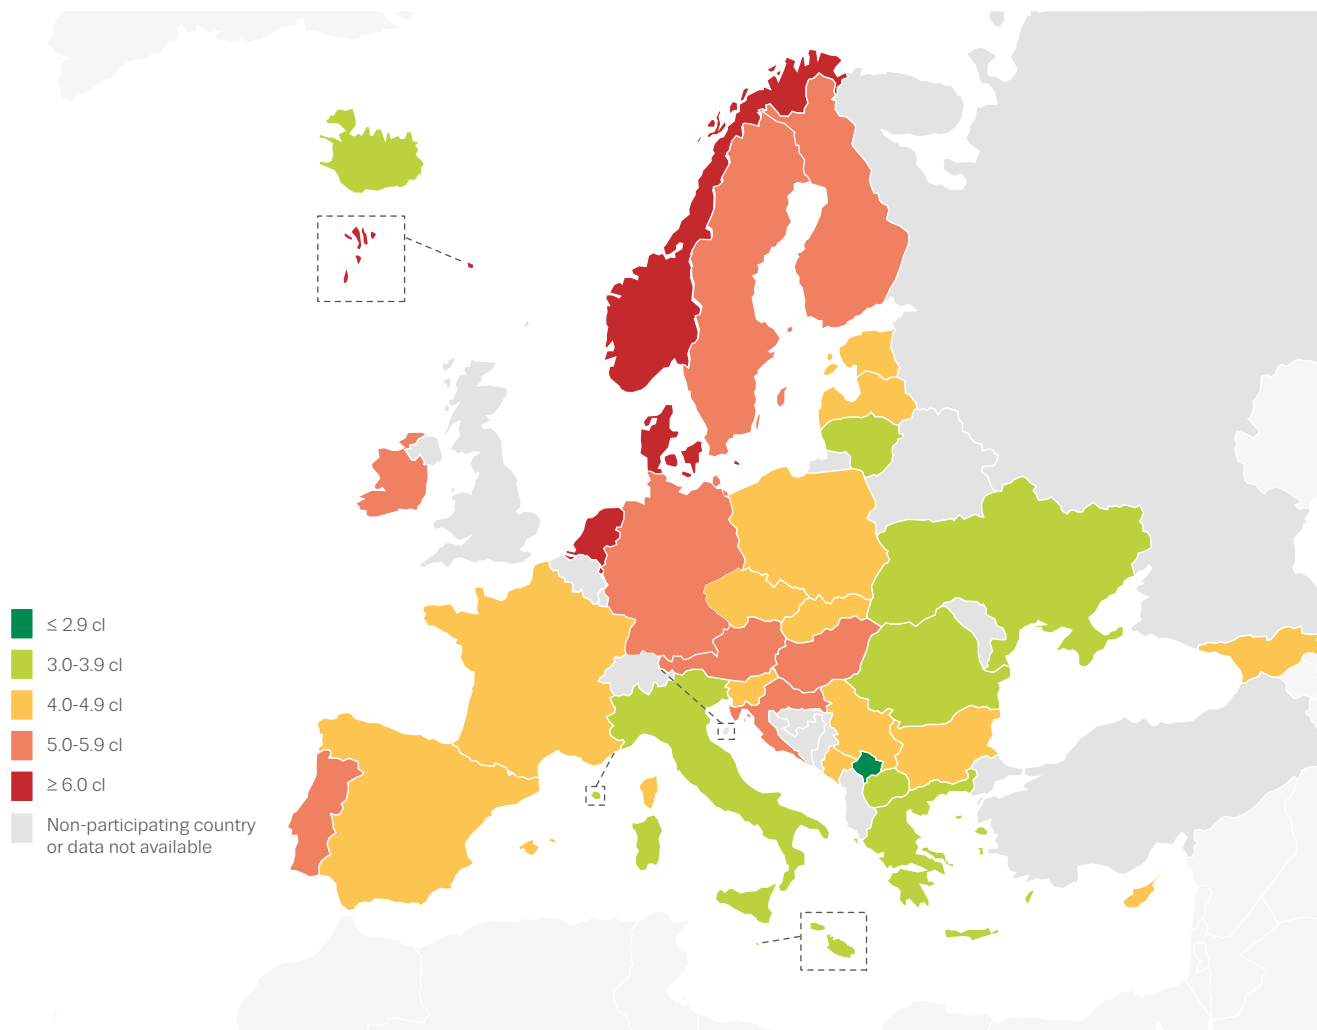 ≤ 2.9 cl
3.0-3.9 cl
4.0-4.9 cl
5.0-5.9 cl
≥ 6.0 cl
Non-participating country
or data not available